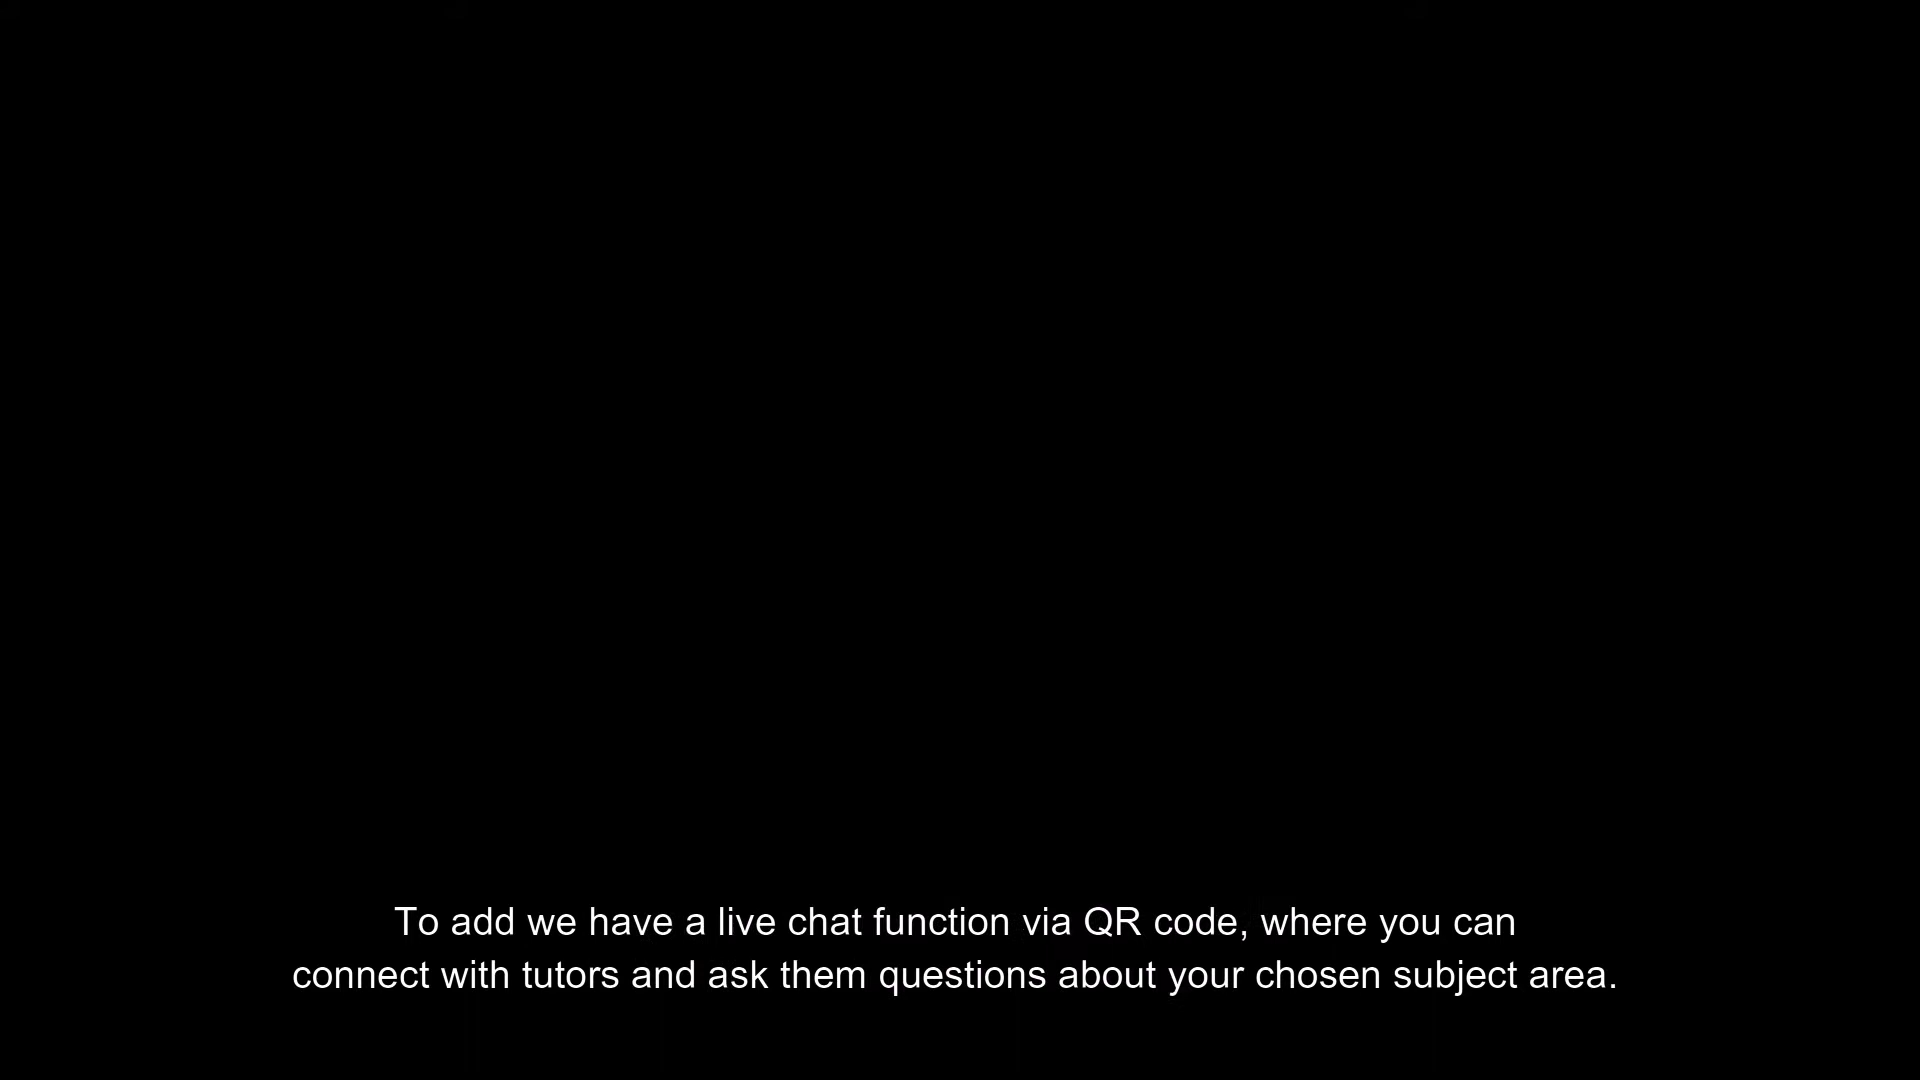 To add we have a live chat function via QR code, where you can
connect with tutors and ask them questions about your chosen subject area.